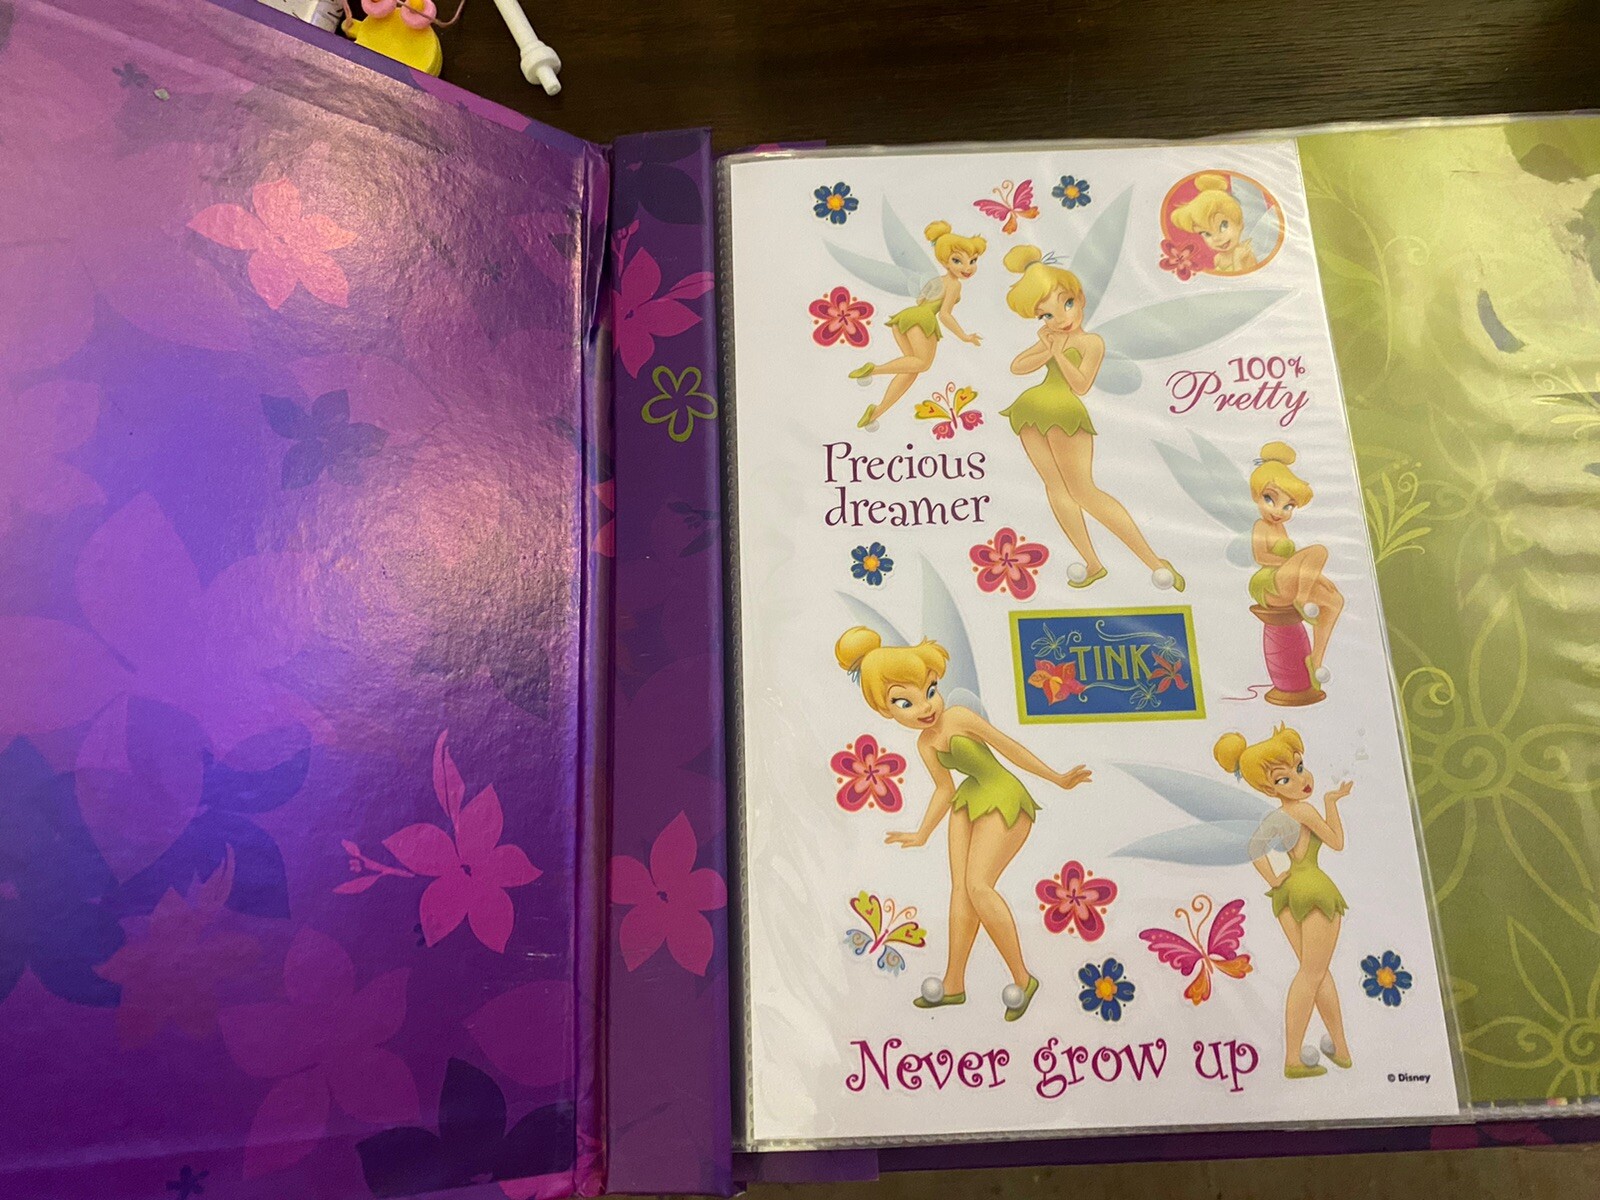 100%
Pretty
Precious
dreamer
TINK
Never grow up
© Disney